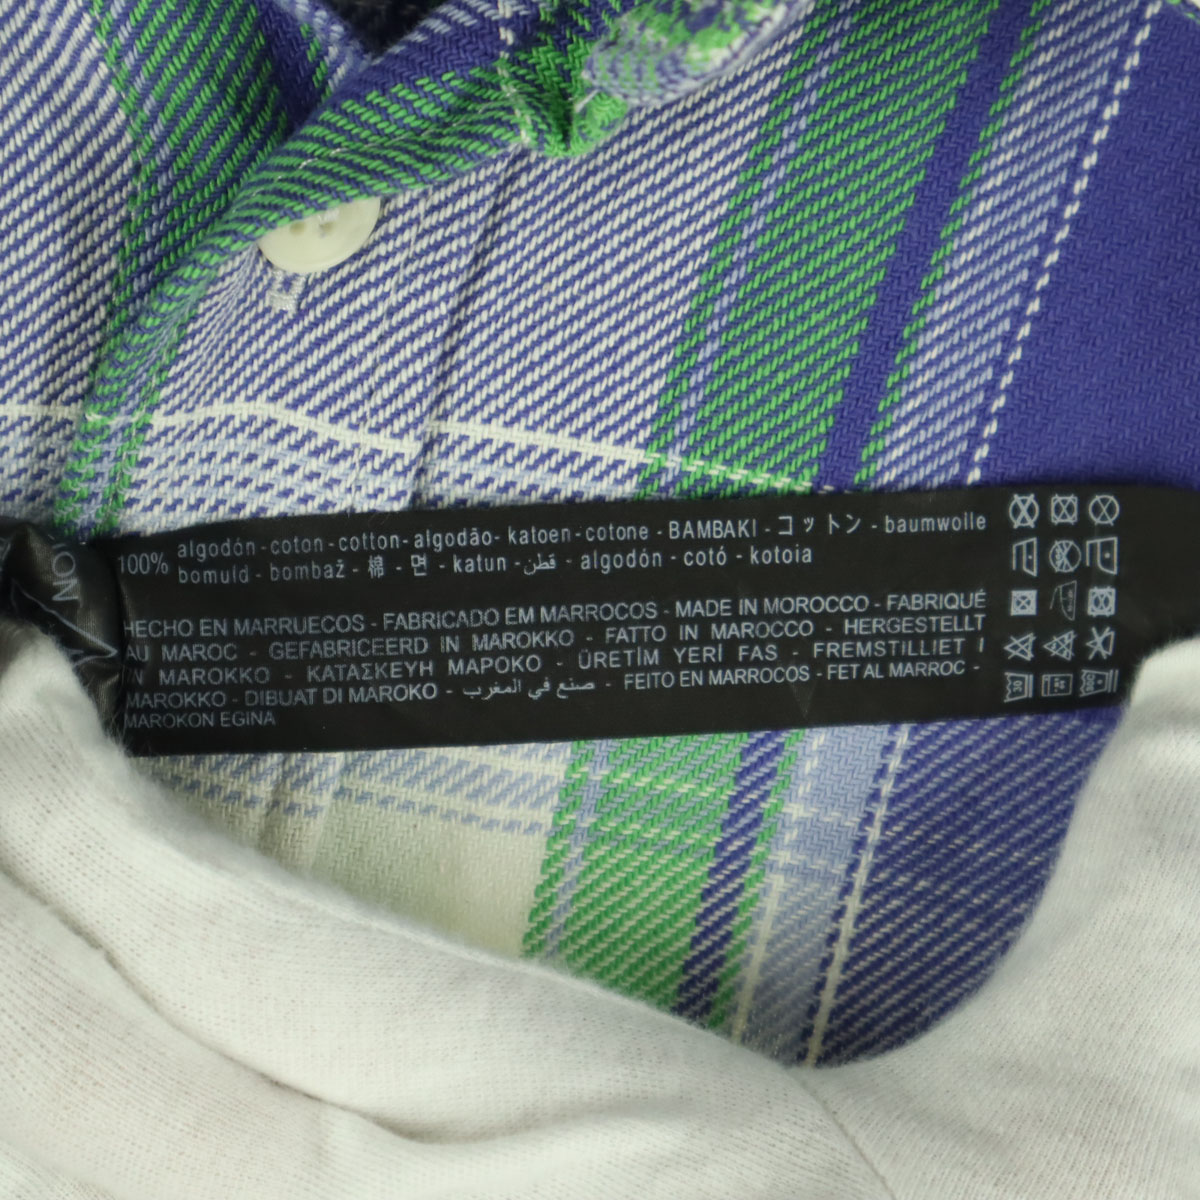 100% algodón - coton - cotton - algodão - katoen - cotone - BAMBAKI - コットン - baumwolle
bomuld - bombaž - 棉 - 면 - katun - قطن - algodón - cotó - kotoia
HECHO EN MARRUECOS - FABRICADO EM MARROCOS - MADE IN MOROCCO - FABRIQUÉ
AU MAROC - GEFABRICEERD IN MAROKKO - FATTO IN MAROCCO - HERGESTELLT
IN MAROKKO - ΚΑΤΑΣΚΕΥΗ ΜΑΡΟΚΟ - ÜRETİM YERİ FAS - FREMSTILLIET I
MAROKKO - DIBUAT DI MAROKO - صنع في المغرب - FEITO EN MARROCOS - FET AL MARROC -
MAROKON EGINA